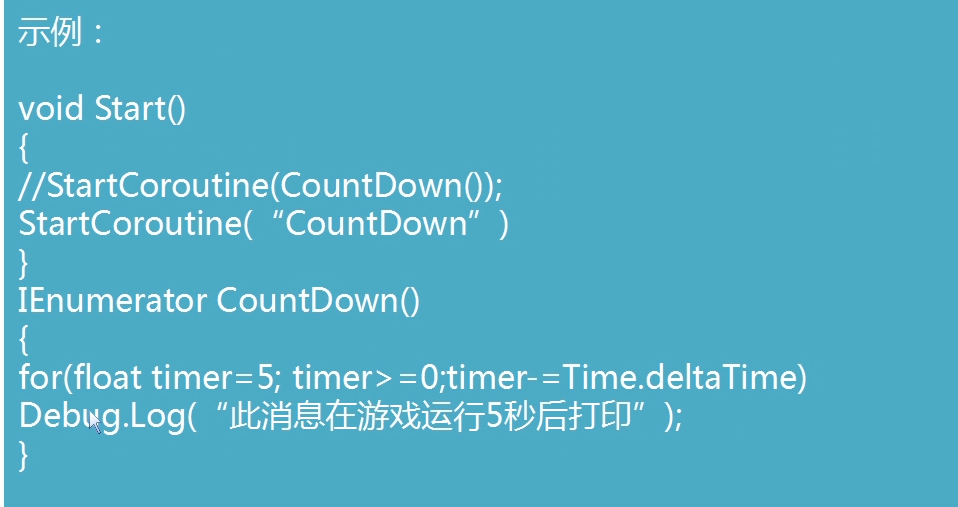 示例：
void Start()
{
//StartCoroutine(CountDown());
StartCoroutine(“CountDown”)
}
IEnumerator CountDown()
{
for(float timer=5; timer>=0;timer-=Time.deltaTime)
Debug.Log(“此消息在游戏运行5秒后打印”);
}